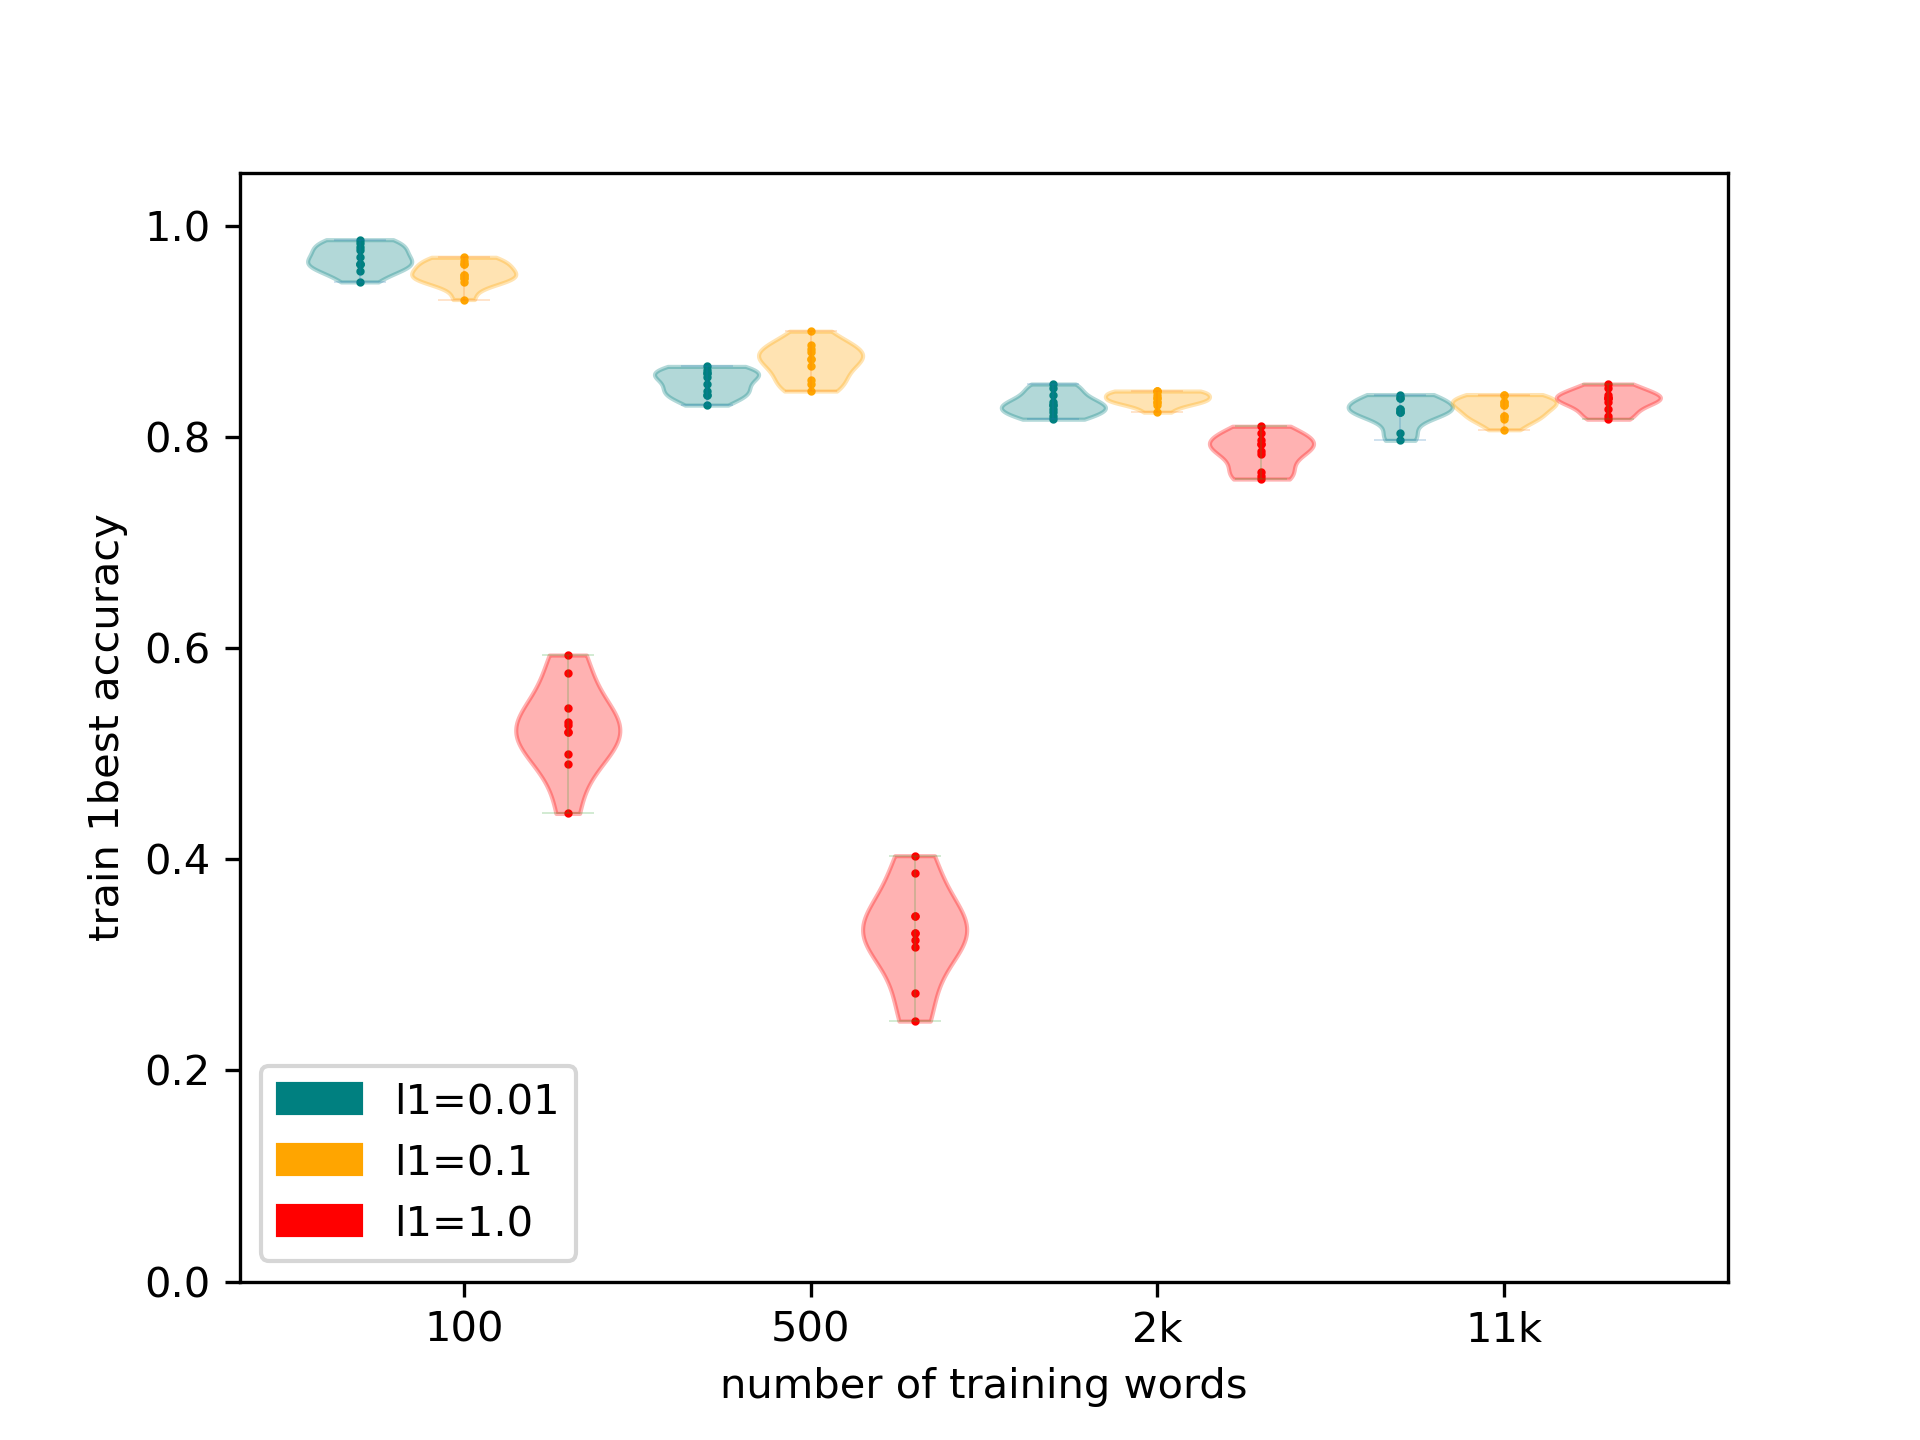 1.0
0.8
0.6
0.4
0.2
0.0
train 1best accuracy
l1=0.01
l1=0.1
l1=1.0
100 500 2k 11k
number of training words